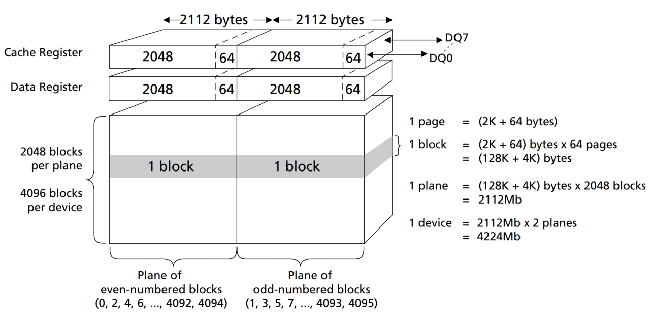 2112 bytes 2112 bytes
Cache Register
2048 64 2048 64
DQ7
DQ0
Data Register
2048 64 2048 64
2048 blocks
per plane
4096 blocks
per device
1 block 1 block
1 page = (2K + 64 bytes)
1 block = (2K + 64) bytes x 64 pages
= (128K + 4K) bytes
1 plane = (128K + 4K) bytes x 2048 blocks
= 2112Mb
1 device = 2112Mb x 2 planes
= 4224Mb
Plane of
even-numbered blocks
(0, 2, 4, 6, ..., 4092, 4094)
Plane of
odd-numbered blocks
(1, 3, 5, 7, ..., 4093, 4095)